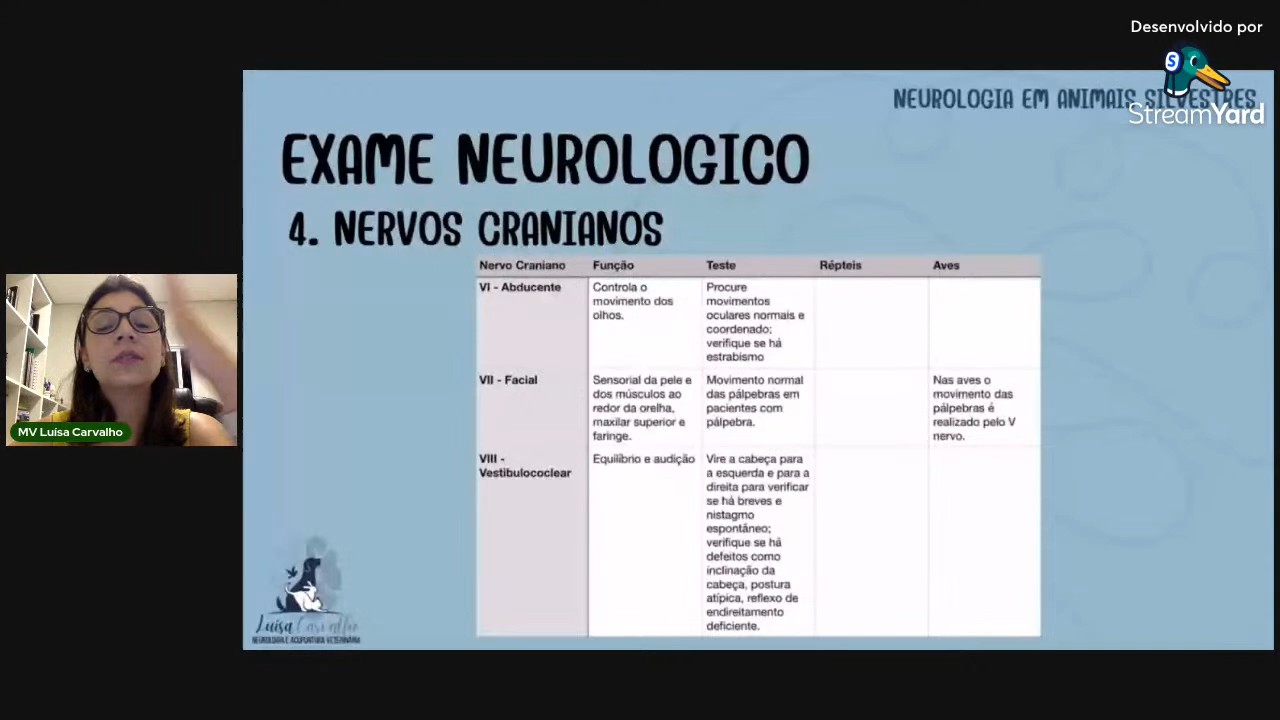 Desenvolvido por
StreamYard
NEUROLOGIA EM ANIMAIS SILVESTRES
EXAME NEUROLOGICO
4. NERVOS CRANIANOS
Nervo Craniano Função Teste Répteis Aves
VI - Abducente
Controla o
movimento dos
olhos.
Procure
movimentos
oculares normais e
coordenado;
verifique se há
estrabismo
VII - Facial
Sensorial da pele e
dos músculos ao
redor da orelha,
maxilar superior e
faringe.
Movimento normal
das pálpebras em
pacientes com
pálpebra.
Nas aves o
movimento das
pálpebras é
realizado pelo V
nervo.
VIII -
Vestibulococlear
Equilíbrio e audição
Vire a cabeça para
a esquerda e para a
direita para verificar
se há breves e
nistagmo
espontâneo;
verifique se há
defeitos como
inclinação da
cabeça, postura
atípica, reflexo de
endireitamento
deficiente.
MV Luísa Carvalho
Luísa Carvalho
NEUROLOGIA E ACUPUNTURA VETERINÁRIA